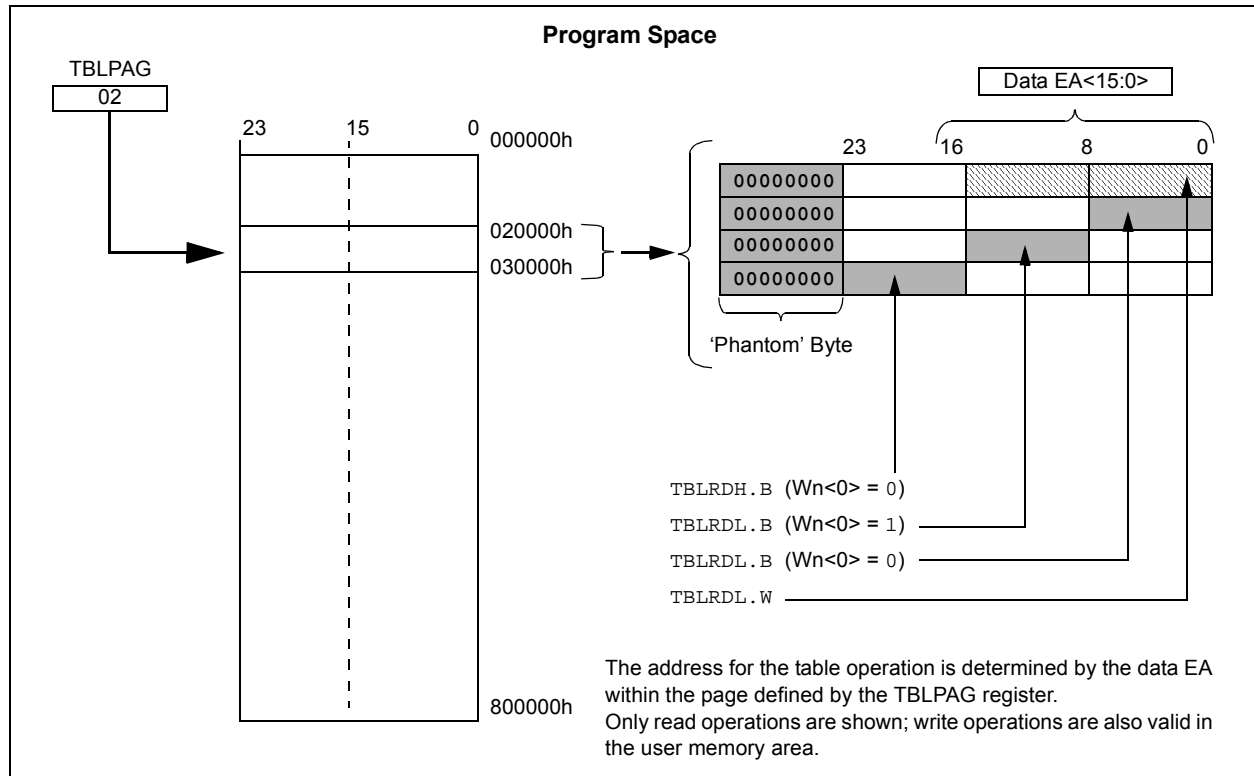 Program Space
TBLPAG
02
Data EA<15:0>
23 15 0
000000h
23 16 8 0
00000000
00000000
00000000
00000000
020000h
030000h
‘Phantom’ Byte
TBLRDH.B (Wn<0> = 0)
TBLRDL.B (Wn<0> = 1)
TBLRDL.B (Wn<0> = 0)
TBLRDL.W
800000h
The address for the table operation is determined by the data EA
within the page defined by the TBLPAG register.
Only read operations are shown; write operations are also valid in
the user memory area.